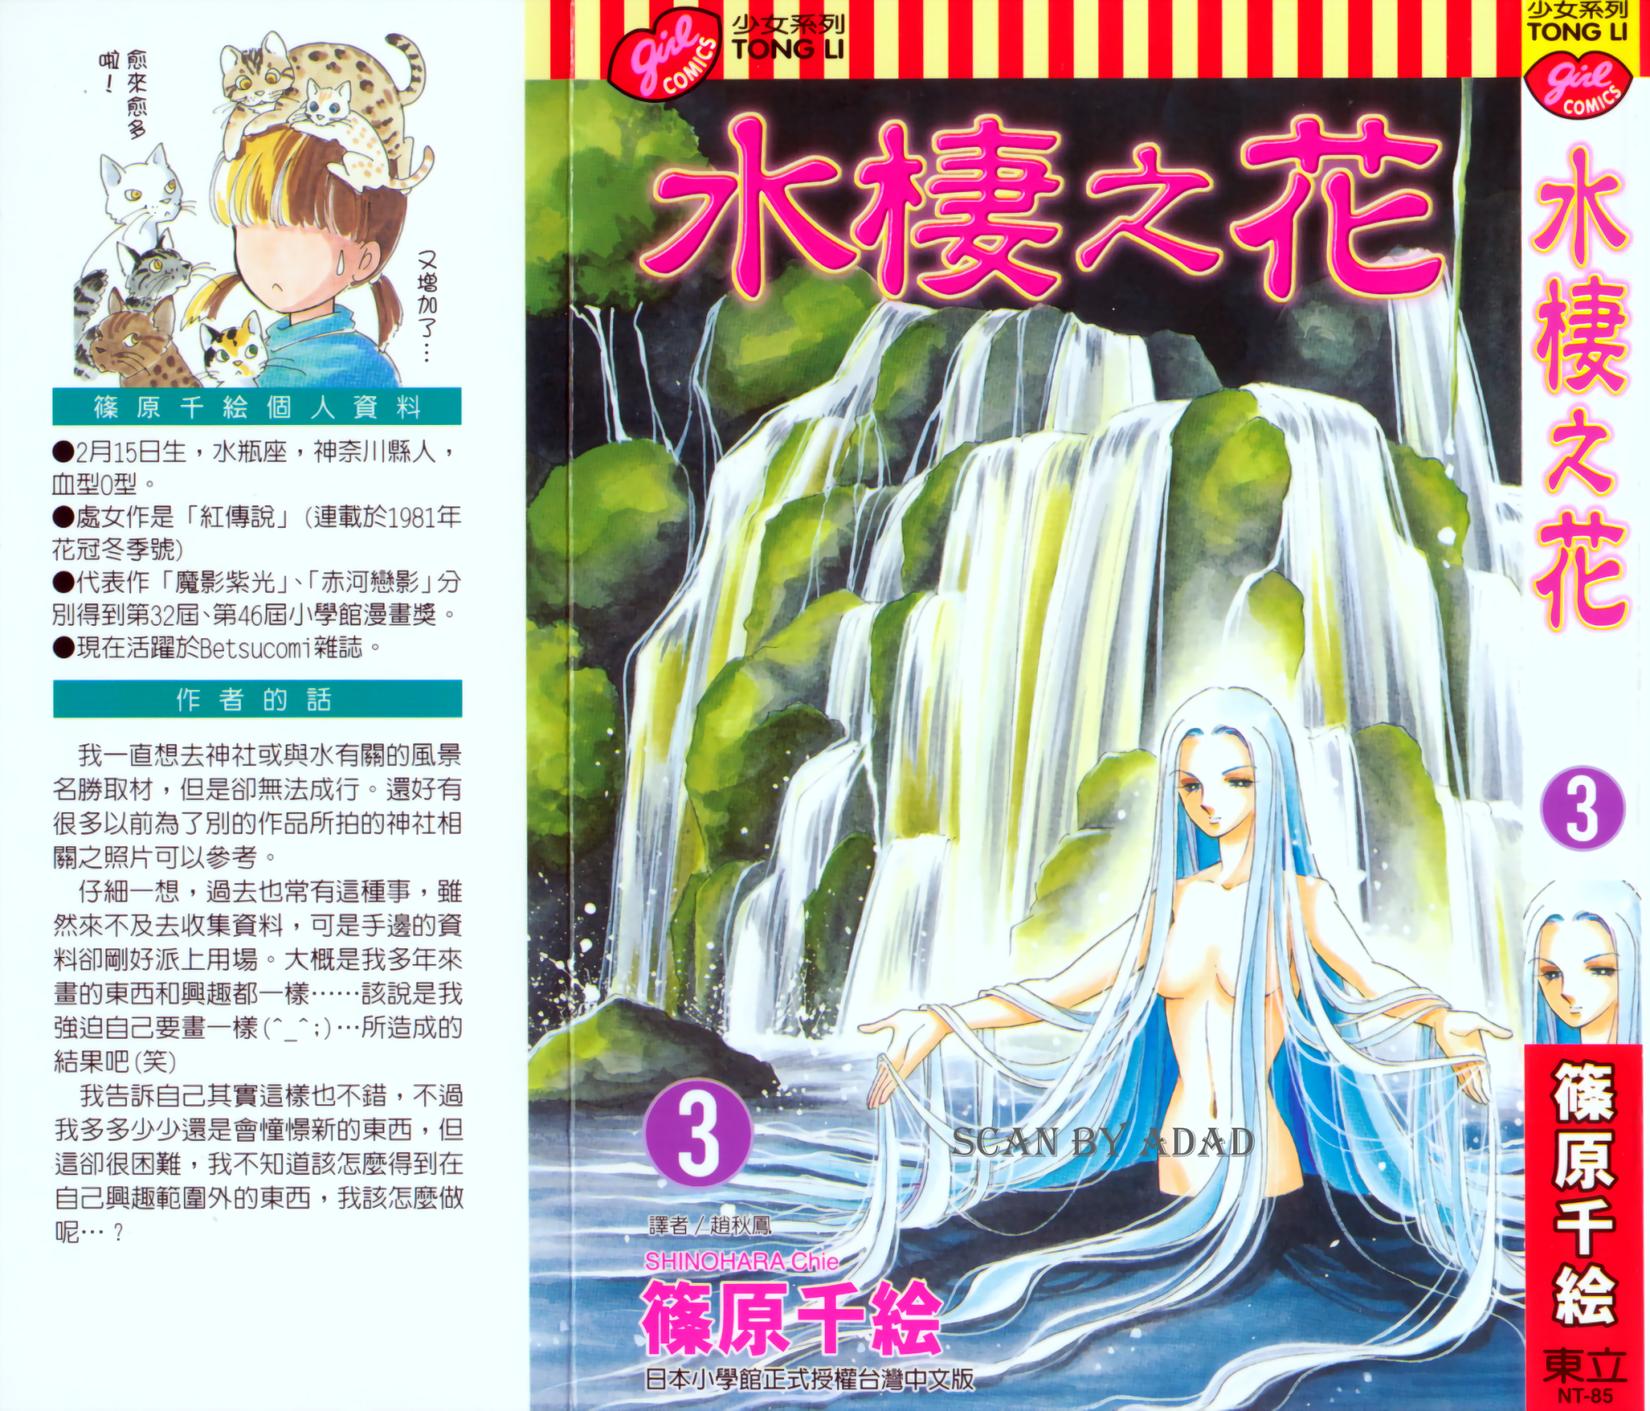 愈來愈多
啦！
又增加了…
篠原千絵個人資料
●2月15日生，水瓶座，神奈川縣人，
血型O型。
●處女作是「紅傳說」(連載於1981年
花冠冬季號)
●代表作「魔影紫光」、「赤河戀影」分
別得到第32屆、第46屆小學館漫畫獎。
●現在活躍於Betsucomi雜誌。
作者的話
我一直想去神社或與水有關的風景
名勝取材，但是卻無法成行。還好有
很多以前為了別的作品所拍的神社相
關之照片可以參考。
仔細一想，過去也常有這種事，雖
然來不及去收集資料，可是手邊的資
料卻剛好派上用場。大概是我多年來
畫的東西和興趣都一樣……該說是我
強迫自己要畫一樣(^_^;)…所造成的
結果吧(笑)
我告訴自己其實這樣也不錯，不過
我多多少少還是會憧憬新的東西，但
這卻很困難，我不知道該怎麼得到在
自己興趣範圍外的東西，我該怎麼做
呢…？
girl
COMICS
少女系列
TONG LI
水棲之花
3
SCAN BY ADAD
譯者／趙秋鳳
SHINOHARA Chie
篠原千絵
日本小學館正式授權台灣中文版
少女系列
TONG LI
girl
COMICS
水棲之花
3
篠原千絵
東立
NT-85